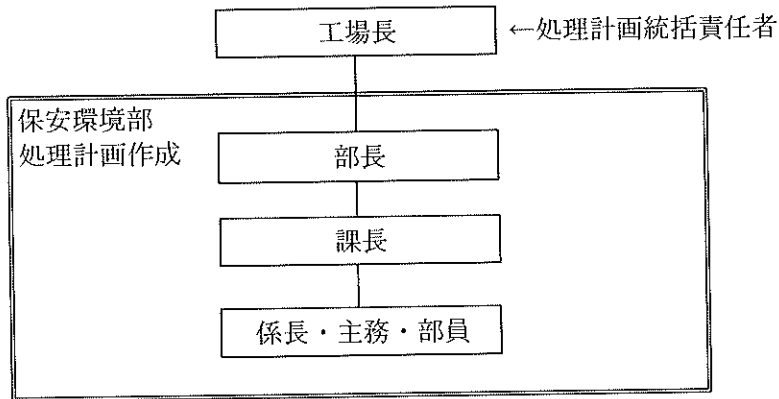 工場長 ←処理計画統括責任者
保安環境部
処理計画作成
部長
課長
係長・主務・部員